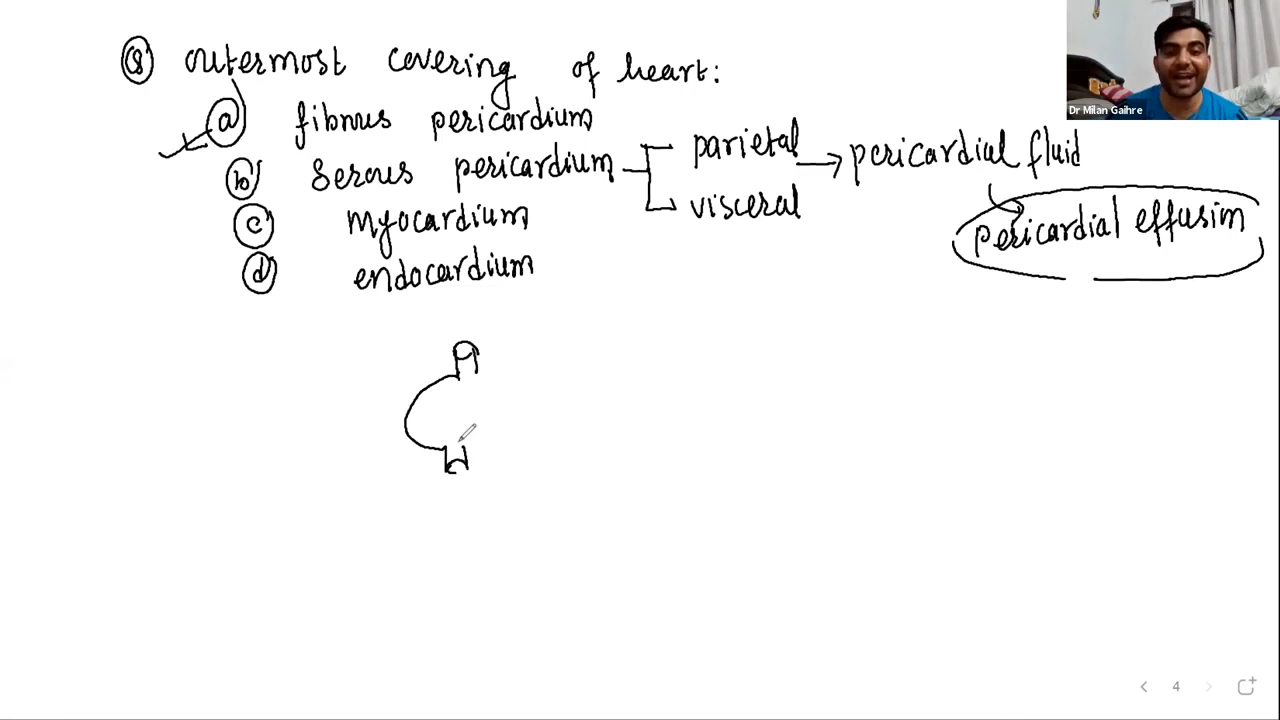 Q outermost covering of heart:
a fibrous pericardium
b serous pericardium parietal → pericardial fluid
visceral
pericardial effusion
c myocardium
d endocardium
Dr Milan Gaihre
4